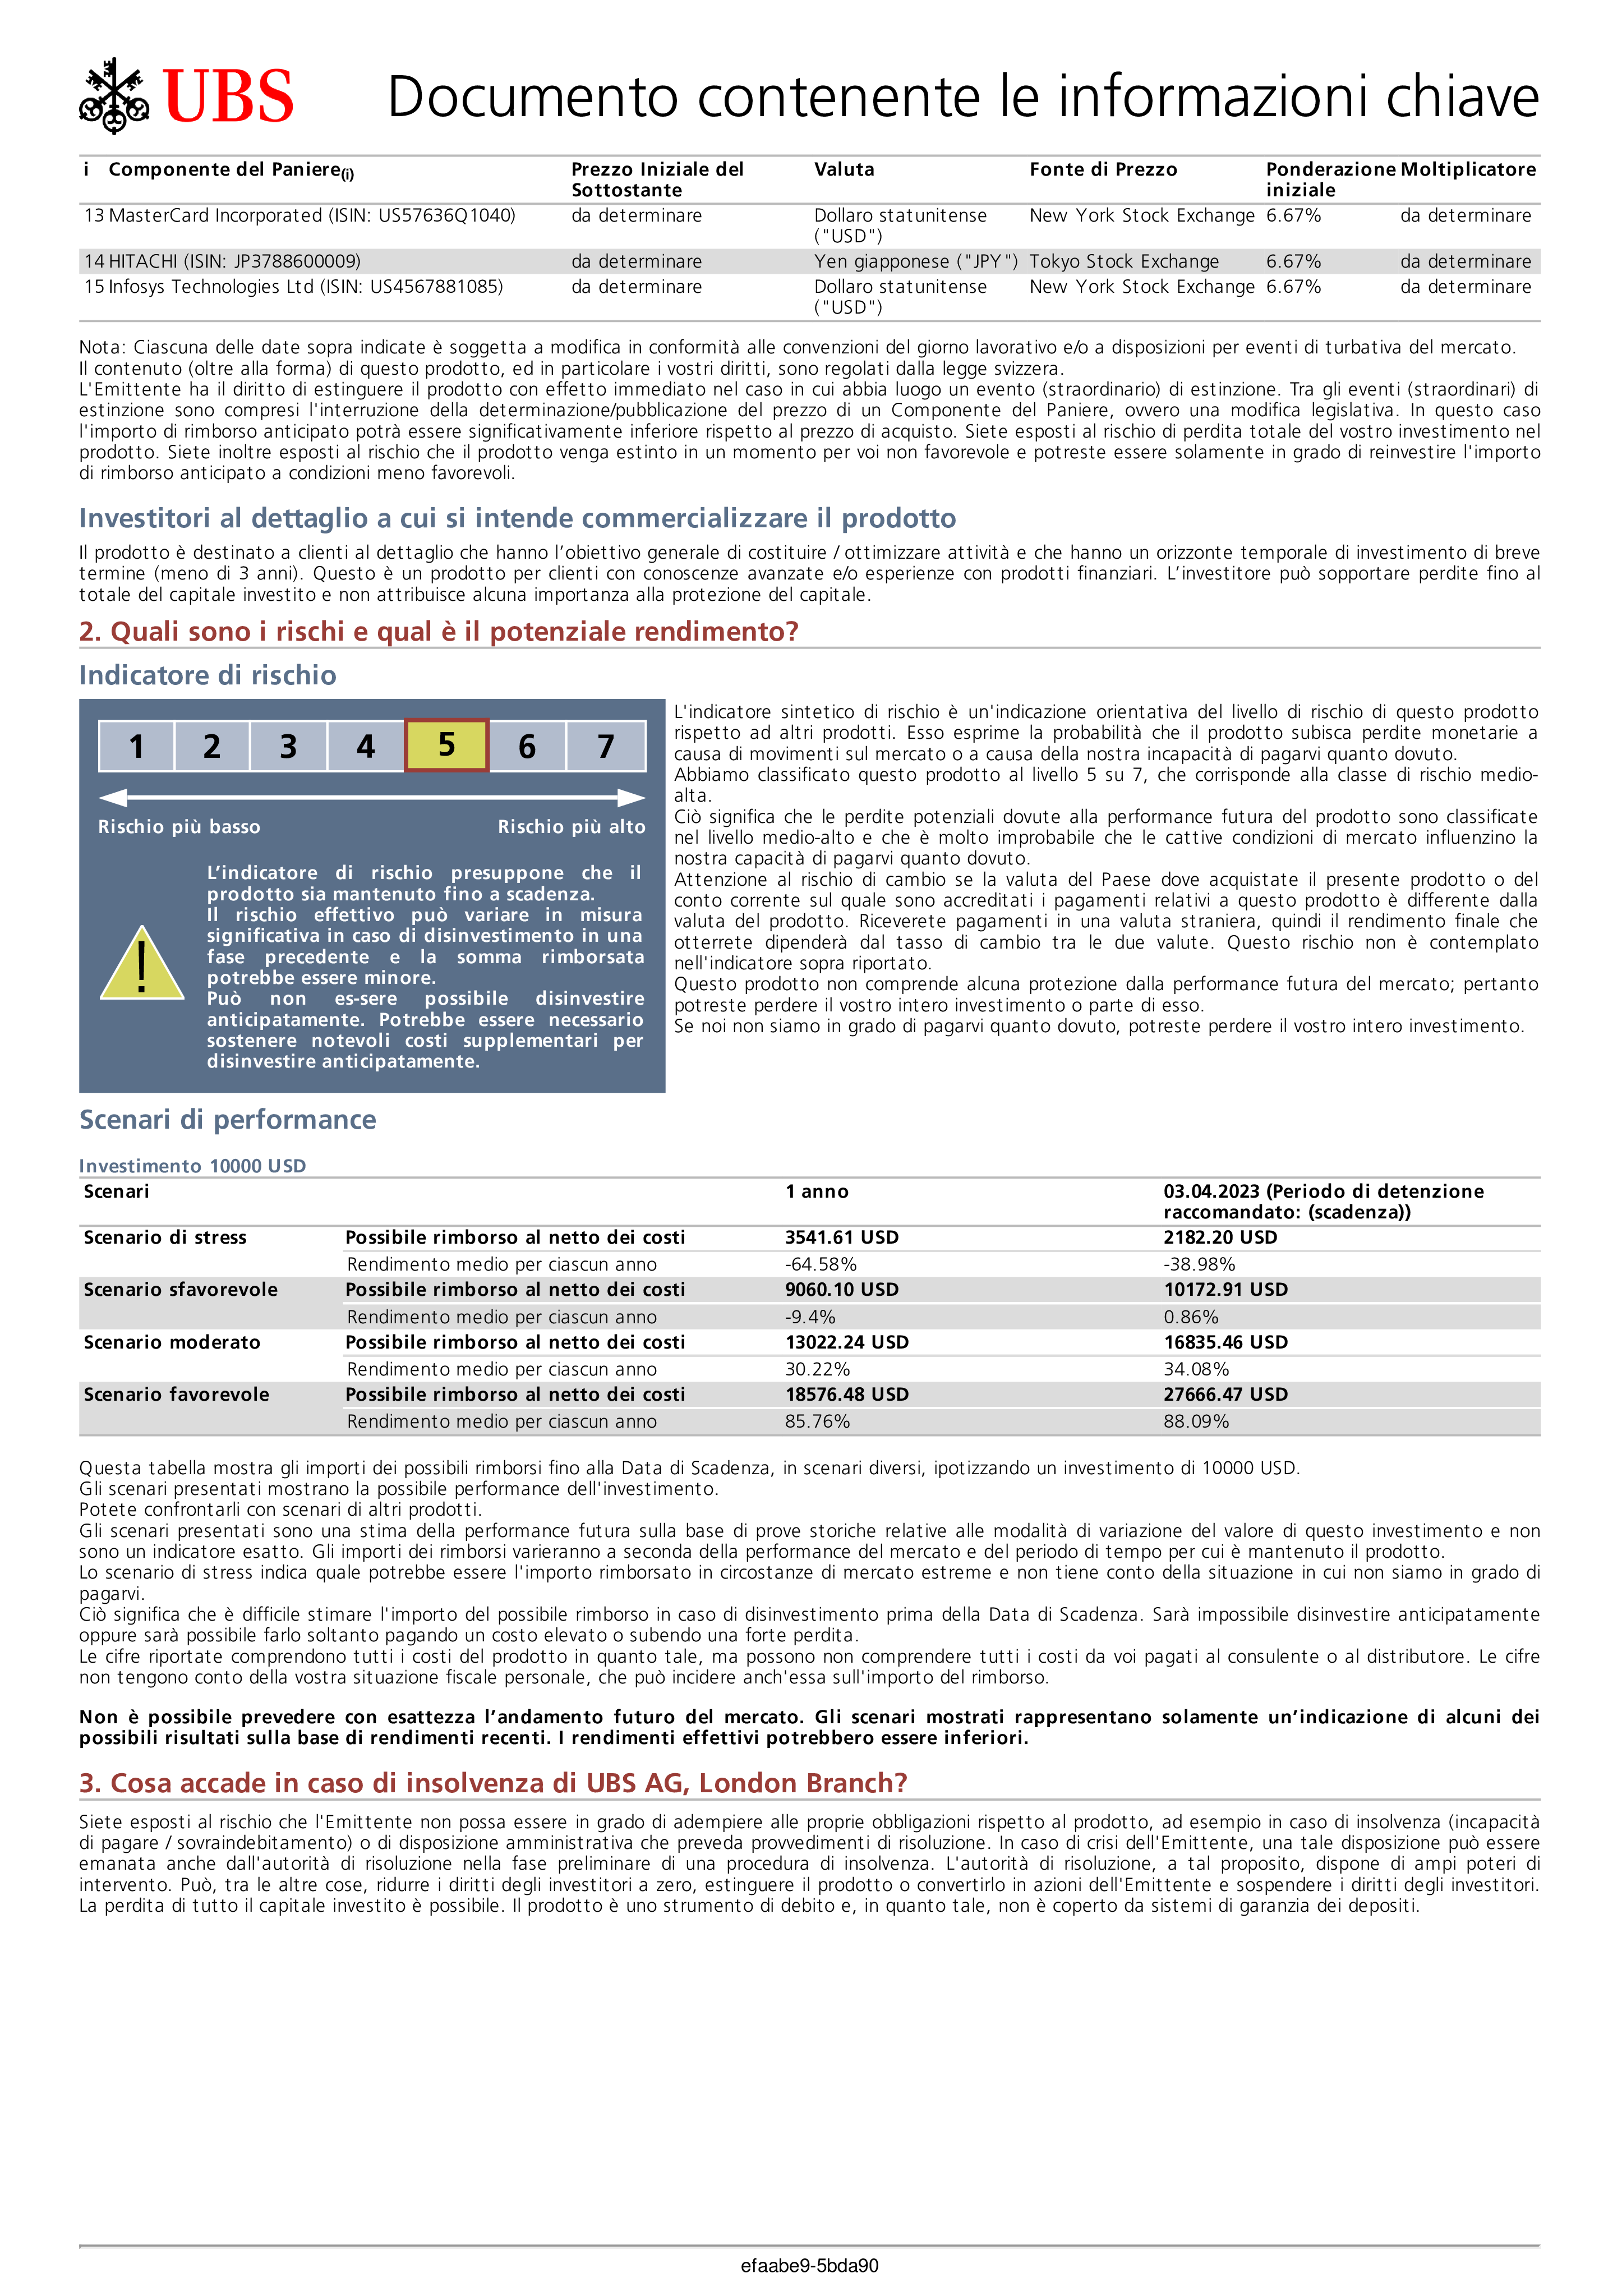 UBS
Documento contenente le informazioni chiave
i Componente del Paniere(i) Prezzo Iniziale del Sottostante Valuta Fonte di Prezzo Ponderazione iniziale Moltiplicatore
13 MasterCard Incorporated (ISIN: US57636Q1040) da determinare Dollaro statunitense ("USD") New York Stock Exchange 6.67% da determinare
14 HITACHI (ISIN: JP3788600009) da determinare Yen giapponese ("JPY") Tokyo Stock Exchange 6.67% da determinare
15 Infosys Technologies Ltd (ISIN: US4567881085) da determinare Dollaro statunitense ("USD") New York Stock Exchange 6.67% da determinare
Nota: Ciascuna delle date sopra indicate è soggetta a modifica in conformità alle convenzioni del giorno lavorativo e/o a disposizioni per eventi di turbativa del mercato.
Il contenuto (oltre alla forma) di questo prodotto, ed in particolare i vostri diritti, sono regolati dalla legge svizzera.
L'Emittente ha il diritto di estinguere il prodotto con effetto immediato nel caso in cui abbia luogo un evento (straordinario) di estinzione. Tra gli eventi (straordinari) di
estinzione sono compresi l'interruzione della determinazione/pubblicazione del prezzo di un Componente del Paniere, ovvero una modifica legislativa. In questo caso
l'importo di rimborso anticipato potrà essere significativamente inferiore rispetto al prezzo di acquisto. Siete esposti al rischio di perdita totale del vostro investimento nel
prodotto. Siete inoltre esposti al rischio che il prodotto venga estinto in un momento per voi non favorevole e potreste essere solamente in grado di reinvestire l'importo
di rimborso anticipato a condizioni meno favorevoli.
Investitori al dettaglio a cui si intende commercializzare il prodotto
Il prodotto è destinato a clienti al dettaglio che hanno l’obiettivo generale di costituire / ottimizzare attività e che hanno un orizzonte temporale di investimento di breve
termine (meno di 3 anni). Questo è un prodotto per clienti con conoscenze avanzate e/o esperienze con prodotti finanziari. L’investitore può sopportare perdite fino al
totale del capitale investito e non attribuisce alcuna importanza alla protezione del capitale.
2. Quali sono i rischi e qual è il potenziale rendimento?
Indicatore di rischio
1 2 3 4 5 6 7
Rischio più basso Rischio più alto
L’indicatore di rischio presuppone che il
prodotto sia mantenuto fino a scadenza.
Il rischio effettivo può variare in misura
significativa in caso di disinvestimento in una
fase precedente e la somma rimborsata
potrebbe essere minore.
Può non es-sere possibile disinvestire
anticipatamente. Potrebbe essere necessario
sostenere notevoli costi supplementari per
disinvestire anticipatamente.
L'indicatore sintetico di rischio è un'indicazione orientativa del livello di rischio di questo prodotto
rispetto ad altri prodotti. Esso esprime la probabilità che il prodotto subisca perdite monetarie a
causa di movimenti sul mercato o a causa della nostra incapacità di pagarvi quanto dovuto.
Abbiamo classificato questo prodotto al livello 5 su 7, che corrisponde alla classe di rischio medio-
alta.
Ciò significa che le perdite potenziali dovute alla performance futura del prodotto sono classificate
nel livello medio-alto e che è molto improbabile che le cattive condizioni di mercato influenzino la
nostra capacità di pagarvi quanto dovuto.
Attenzione al rischio di cambio se la valuta del Paese dove acquistate il presente prodotto o del
conto corrente sul quale sono accreditati i pagamenti relativi a questo prodotto è differente dalla
valuta del prodotto. Riceverete pagamenti in una valuta straniera, quindi il rendimento finale che
otterrete dipenderà dal tasso di cambio tra le due valute. Questo rischio non è contemplato
nell'indicatore sopra riportato.
Questo prodotto non comprende alcuna protezione dalla performance futura del mercato; pertanto
potreste perdere il vostro intero investimento o parte di esso.
Se noi non siamo in grado di pagarvi quanto dovuto, potreste perdere il vostro intero investimento.
Scenari di performance
Investimento 10000 USD
Scenari 1 anno 03.04.2023 (Periodo di detenzione raccomandato: (scadenza))
Scenario di stress Possibile rimborso al netto dei costi 3541.61 USD 2182.20 USD
Rendimento medio per ciascun anno -64.58% -38.98%
Scenario sfavorevole Possibile rimborso al netto dei costi 9060.10 USD 10172.91 USD
Rendimento medio per ciascun anno -9.4% 0.86%
Scenario moderato Possibile rimborso al netto dei costi 13022.24 USD 16835.46 USD
Rendimento medio per ciascun anno 30.22% 34.08%
Scenario favorevole Possibile rimborso al netto dei costi 18576.48 USD 27666.47 USD
Rendimento medio per ciascun anno 85.76% 88.09%
Questa tabella mostra gli importi dei possibili rimborsi fino alla Data di Scadenza, in scenari diversi, ipotizzando un investimento di 10000 USD.
Gli scenari presentati mostrano la possibile performance dell'investimento.
Potete confrontarli con scenari di altri prodotti.
Gli scenari presentati sono una stima della performance futura sulla base di prove storiche relative alle modalità di variazione del valore di questo investimento e non
sono un indicatore esatto. Gli importi dei rimborsi varieranno a seconda della performance del mercato e del periodo di tempo per cui è mantenuto il prodotto.
Lo scenario di stress indica quale potrebbe essere l'importo rimborsato in circostanze di mercato estreme e non tiene conto della situazione in cui non siamo in grado di
pagarvi.
Ciò significa che è difficile stimare l'importo del possibile rimborso in caso di disinvestimento prima della Data di Scadenza. Sarà impossibile disinvestire anticipatamente
oppure sarà possibile farlo soltanto pagando un costo elevato o subendo una forte perdita.
Le cifre riportate comprendono tutti i costi del prodotto in quanto tale, ma possono non comprendere tutti i costi da voi pagati al consulente o al distributore. Le cifre
non tengono conto della vostra situazione fiscale personale, che può incidere anch'essa sull'importo del rimborso.
Non è possibile prevedere con esattezza l’andamento futuro del mercato. Gli scenari mostrati rappresentano solamente un’indicazione di alcuni dei
possibili risultati sulla base di rendimenti recenti. I rendimenti effettivi potrebbero essere inferiori.
3. Cosa accade in caso di insolvenza di UBS AG, London Branch?
Siete esposti al rischio che l'Emittente non possa essere in grado di adempiere alle proprie obbligazioni rispetto al prodotto, ad esempio in caso di insolvenza (incapacità
di pagare / sovraindebitamento) o di disposizione amministrativa che preveda provvedimenti di risoluzione. In caso di crisi dell'Emittente, una tale disposizione può essere
emanata anche dall'autorità di risoluzione nella fase preliminare di una procedura di insolvenza. L'autorità di risoluzione, a tal proposito, dispone di ampi poteri di
intervento. Può, tra le altre cose, ridurre i diritti degli investitori a zero, estinguere il prodotto o convertirlo in azioni dell'Emittente e sospendere i diritti degli investitori.
La perdita di tutto il capitale investito è possibile. Il prodotto è uno strumento di debito e, in quanto tale, non è coperto da sistemi di garanzia dei depositi.
efaabe9-5bda90